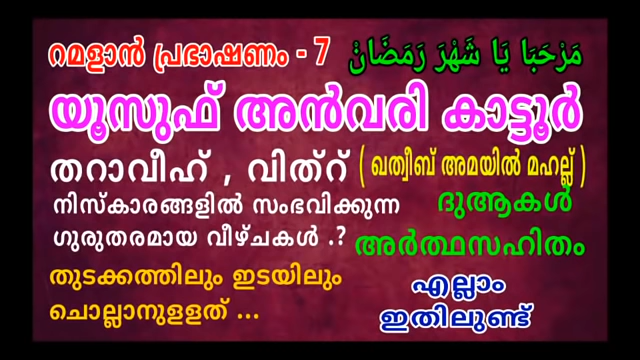 റമളാൻ പ്രഭാഷണം - 7 مَرْحَبَا يَا شَهْرَ رَمَضَانْ
യൂസുഫ് അൻവരി കാട്ടൂർ
തറാവീഹ് , വിത്റ് ( ഖത്വീബ് അമയിൽ മഹല്ല് )
നിസ്കാരങ്ങളിൽ സംഭവിക്കുന്ന
ഗുരുതരമായ വീഴ്ചകൾ .?
ദുആകൾ
അർത്ഥസഹിതം
തുടക്കത്തിലും ഇടയിലും
ചൊല്ലാനുളളത് ...
എല്ലാം
ഇതിലുണ്ട്